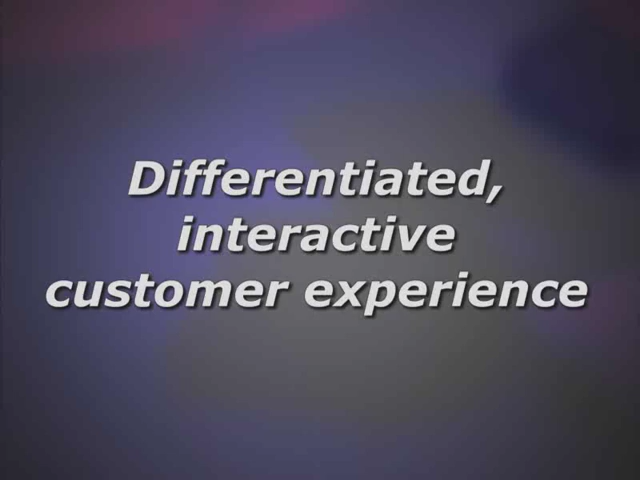 Differentiated,
interactive
customer experience